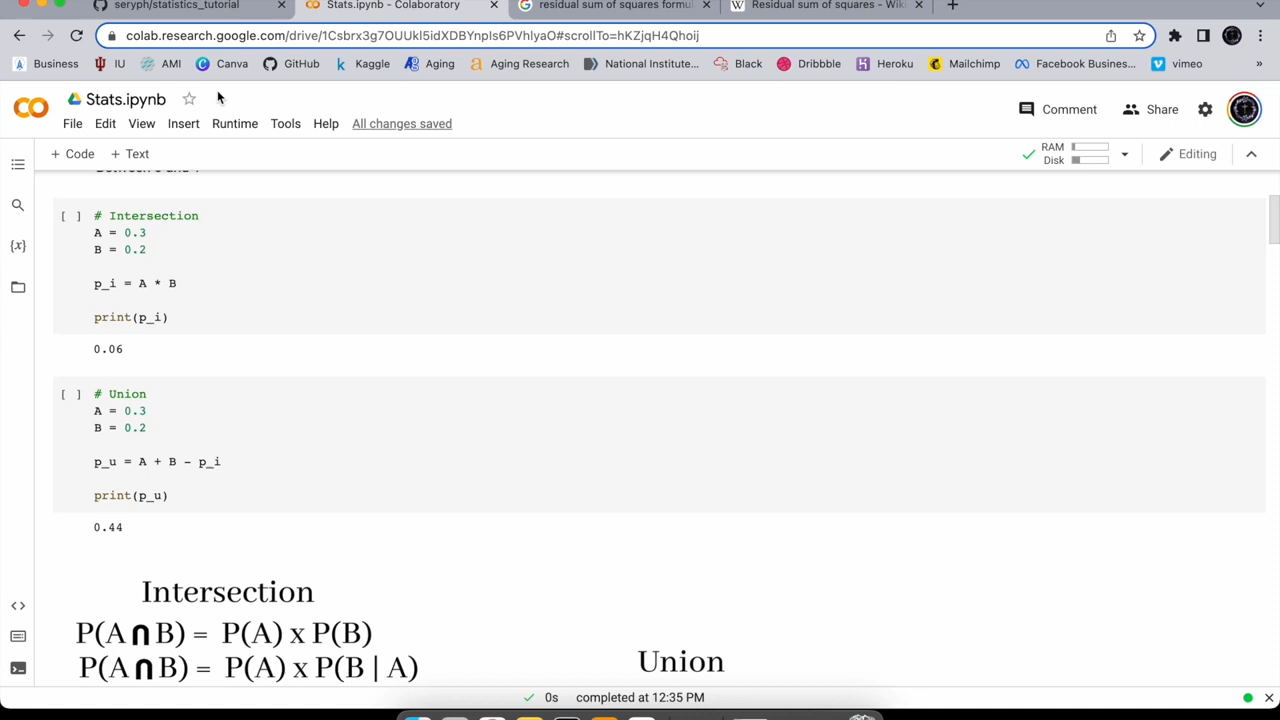 seryph/statistics_tutorial
Stats.ipynb - Colaboratory
residual sum of squares formul
Residual sum of squares - Wiki
colab.research.google.com/drive/1Csbrx3g7OUUkl5idXDBYnpIs6PVhlyaO#scrollTo=hKZjqH4Qhoij
Business
IU
AMI
Canva
GitHub
Kaggle
Aging
Aging Research
National Institute...
Black
Dribbble
Heroku
Mailchimp
Facebook Business...
vimeo
»
Stats.ipynb
Comment
Share
File Edit View Insert Runtime Tools Help All changes saved
+ Code + Text
RAM
Disk
Editing
[ ] # Intersection
A = 0.3
B = 0.2
p_i = A * B
print(p_i)
0.06
[ ] # Union
A = 0.3
B = 0.2
p_u = A + B - p_i
print(p_u)
0.44
Intersection
P(A ∩ B) = P(A) x P(B)
P(A ∩ B) = P(A) x P(B | A)
Union
0s completed at 12:35 PM